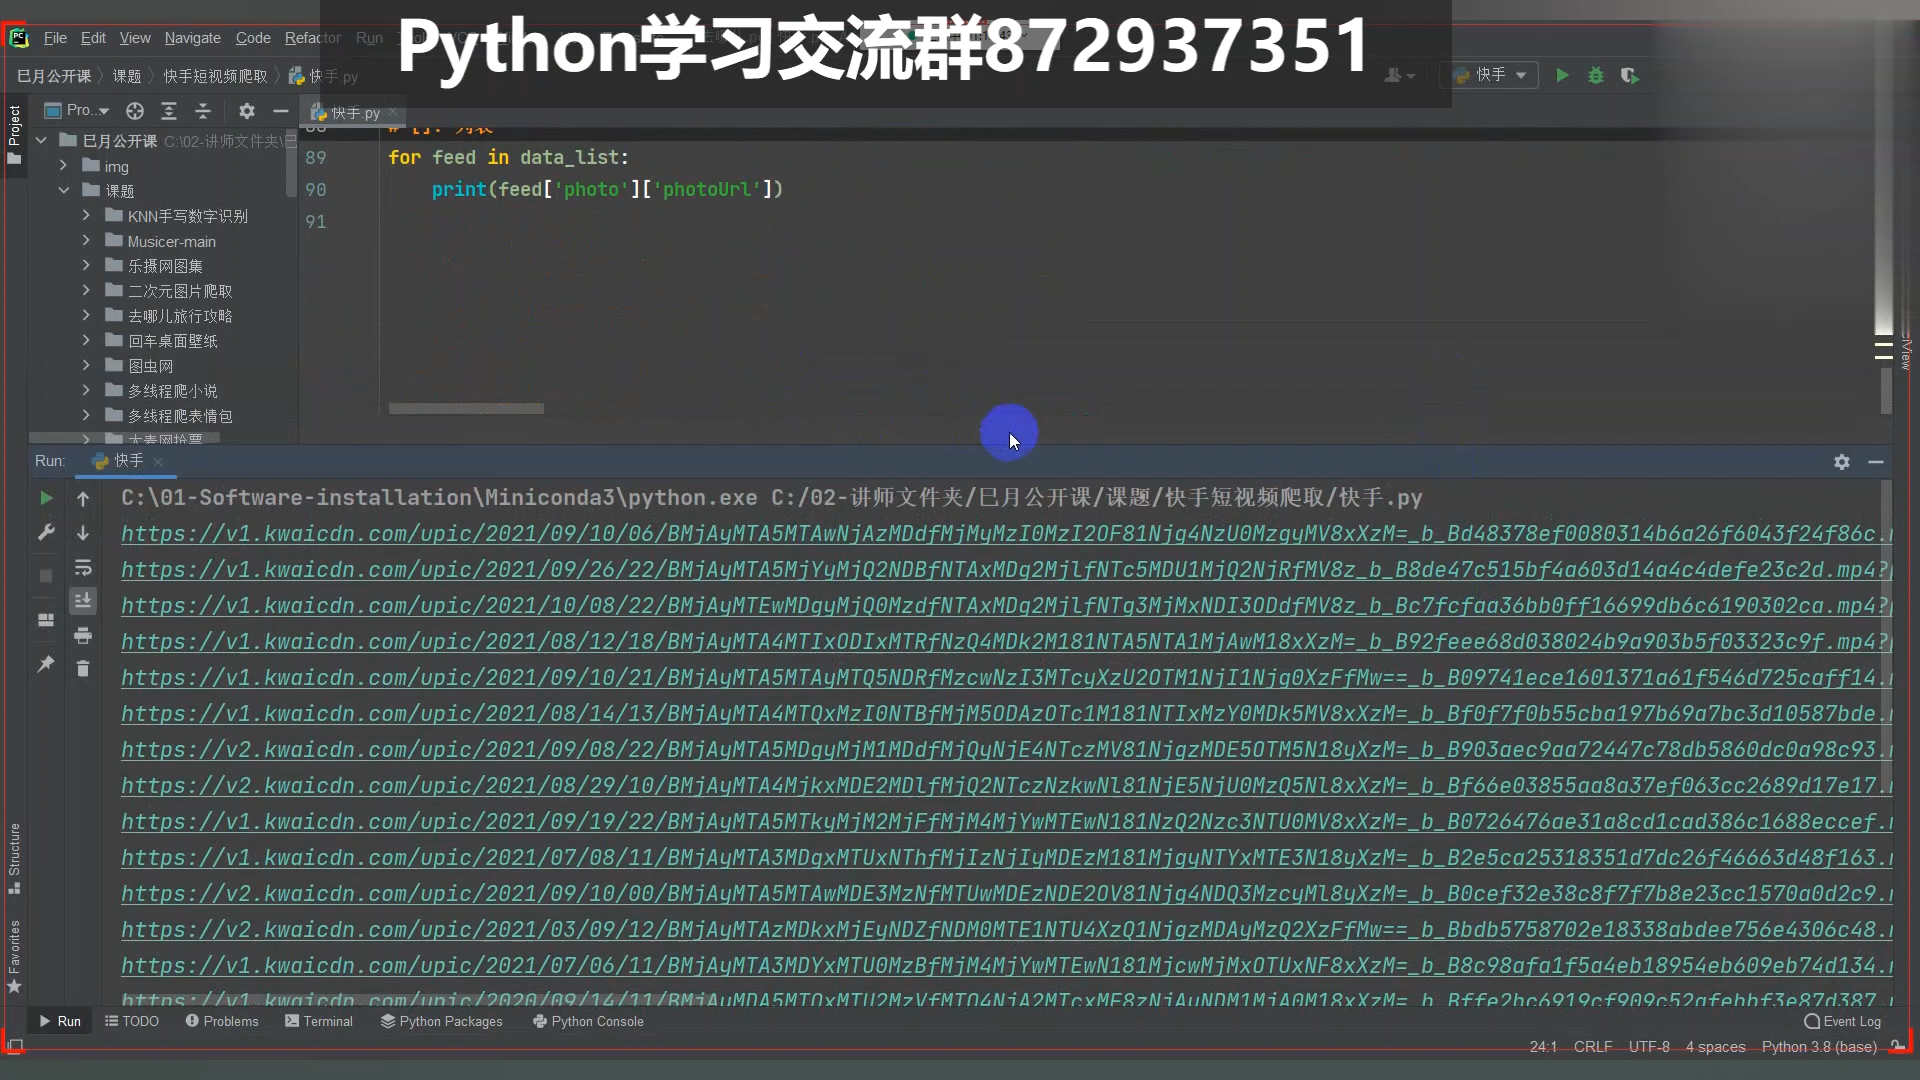 Python学习交流群872937351
File Edit View Navigate Code Refactor Run
巳月公开课 课题 快手短视频爬取 快手.py
快手
Project
Pro...
快手.py
巳月公开课 C:\02-讲师文件夹\巳
img
课题
KNN手写数字识别
Musicer-main
乐摄网图集
二次元图片爬取
去哪儿旅行攻略
回车桌面壁纸
图虫网
多线程爬小说
多线程爬表情包
大麦网抢票
88 # []: 列表
89 for feed in data_list:
90 print(feed['photo']['photoUrl'])
91
Run: 快手
C:\01-Software-installation\Miniconda3\python.exe C:/02-讲师文件夹/巳月公开课/课题/快手短视频爬取/快手.py
https://v1.kwaicdn.com/upic/2021/09/10/06/BMjAyMTA5MTAwNjAzMDdfMjMyMzI0MzI2OF81Njg4NzU0MzgyMV8xXzM=_b_Bd48378ef0080314b6a26f6043f24f86c.
https://v1.kwaicdn.com/upic/2021/09/26/22/BMjAyMTA5MjYyMjQ2NDBfNTAxMDg2MjlfNTc5MDU1MjQ2NjRfMV8z_b_B8de47c515bf4a603d14a4c4defe23c2d.mp4?
https://v1.kwaicdn.com/upic/2021/10/08/22/BMjAyMTEwMDgyMjQ0MzdfNTAxMDg2MjlfNTg3MjMxNDI3ODdfMV8z_b_Bc7fcfaa36bb0ff16699db6c6190302ca.mp4?
https://v1.kwaicdn.com/upic/2021/08/12/18/BMjAyMTA4MTIxODIxMTRfNzQ4MDk2M181NTA5NTA1MjAwM18xXzM=_b_B92feee68d038024b9a903b5f03323c9f.mp4?
https://v1.kwaicdn.com/upic/2021/09/10/21/BMjAyMTA5MTAyMTQ5NDRfMzcwNzI3MTcyXzU2OTM1NjI1Njg0XzFfMw==_b_B09741ece1601371a61f546d725caff14.
https://v1.kwaicdn.com/upic/2021/08/14/13/BMjAyMTA4MTQxMzI0NTBfMjM5ODAzOTc1M181NTIxMzY0MDk5MV8xXzM=_b_Bf0f7f0b55cba197b69a7bc3d10587bde.
https://v2.kwaicdn.com/upic/2021/09/08/22/BMjAyMTA5MDgyMjM1MDdfMjQyNjE4NTczMV81NjgzMDE5OTM5N18yXzM=_b_B903aec9aa72447c78db5860dc0a98c93.
https://v2.kwaicdn.com/upic/2021/08/29/10/BMjAyMTA4MjkxMDE2MDlfMjQ2NTczNzkwNl81NjE5NjU0MzQ5Nl8xXzM=_b_Bf66e03855aa8a37ef063cc2689d17e17.
https://v1.kwaicdn.com/upic/2021/09/19/22/BMjAyMTA5MTkyMjM2MjFfMjM4MjYwMTEwN181NzQ2Nzc3NTU0MV8xXzM=_b_B0726476ae31a8cd1cad386c1688eccef.
https://v1.kwaicdn.com/upic/2021/07/08/11/BMjAyMTA3MDgxMTUxNThfMjIzNjIyMDEzM181MjgyNTYxMTE3N18yXzM=_b_B2e5ca25318351d7dc26f46663d48f163.
https://v2.kwaicdn.com/upic/2021/09/10/00/BMjAyMTA5MTAwMDE3MzNfMTUwMDEzNDE2OV81Njg4NDQ3MzcyMl8yXzM=_b_B0cef32e38c8f7f7b8e23cc1570a0d2c9.
https://v2.kwaicdn.com/upic/2021/03/09/12/BMjAyMTAzMDkxMjEyNDZfNDM0MTE1NTU4XzQ1NjgzMDAyMzQ2XzFfMw==_b_Bbdb5758702e18338abdee756e4306c48.
https://v1.kwaicdn.com/upic/2021/07/06/11/BMjAyMTA3MDYxMTU0MzBfMjM4MjYwMTEwN181MjcwMjMxOTUxNF8xXzM=_b_B8c98afa1f5a4eb18954eb609eb74d134.
Structure
Favorites
Run TODO Problems Terminal Python Packages Python Console Event Log
24:1 CRLF UTF-8 4 spaces Python 3.8 (base)